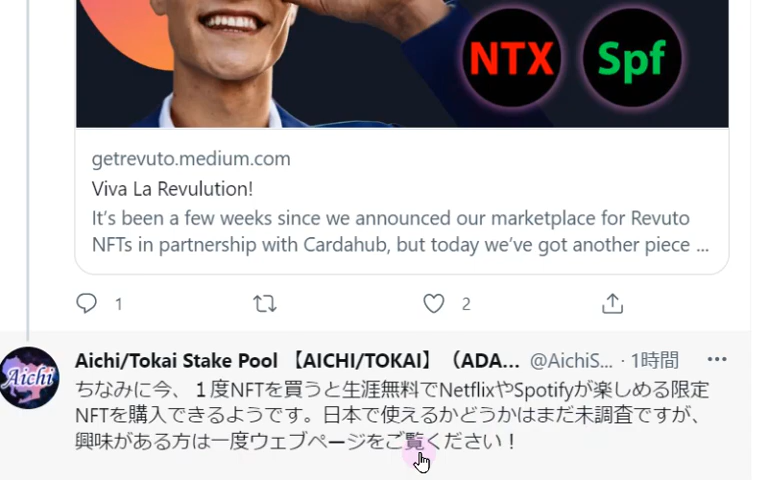 NTX
Spf
getrevuto.medium.com
Viva La Revulution!
It's been a few weeks since we announced our marketplace for Revuto
NFTs in partnership with Cardahub, but today we've got another piece ...
1
2
Aichi
Aichi/Tokai Stake Pool 【AICHI/TOKAI】（ADA... @AichiS... · 1時間
ちなみに今、１度NFTを買うと生涯無料でNetflixやSpotifyが楽しめる限定
NFTを購入できるようです。日本で使えるかどうかはまだ未調査ですが、
興味がある方は一度ウェブページをご覧ください！